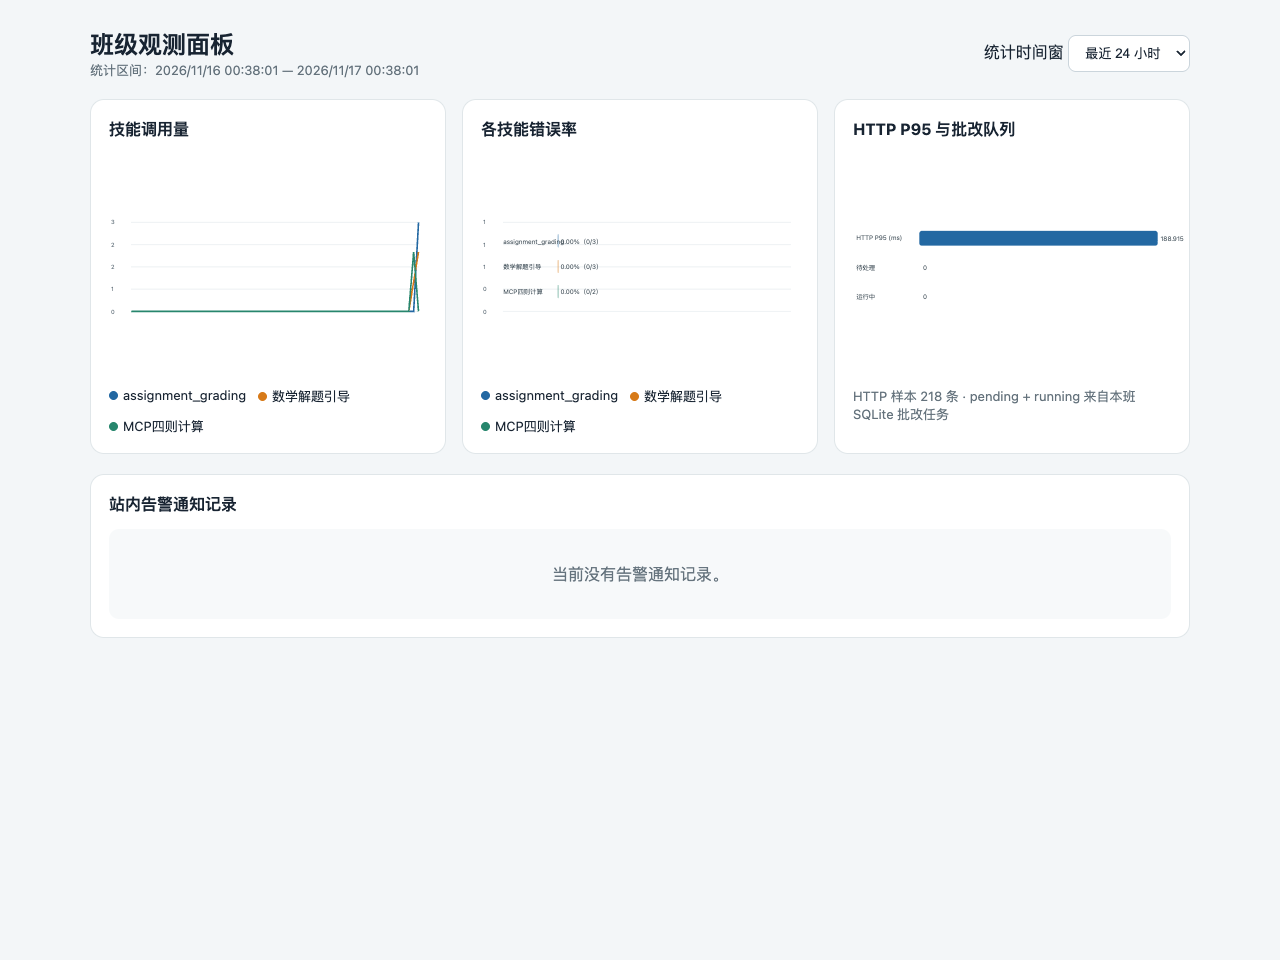 班级观测面板
统计区间：2026/11/16 00:38:01 — 2026/11/17 00:38:01
统计时间窗 最近 24 小时
技能调用量
3
2
2
1
0
assignment_grading 数学解题引导
MCP四则计算
各技能错误率
1
1
1
0
0
assignment_grading 0.00% (0/3)
数学解题引导 0.00% (0/3)
MCP四则计算 0.00% (0/2)
assignment_grading 数学解题引导
MCP四则计算
HTTP P95 与批改队列
HTTP P95 (ms) 188.915
待处理 0
运行中 0
HTTP 样本 218 条 · pending + running 来自本班
SQLite 批改任务
站内告警通知记录
当前没有告警通知记录。